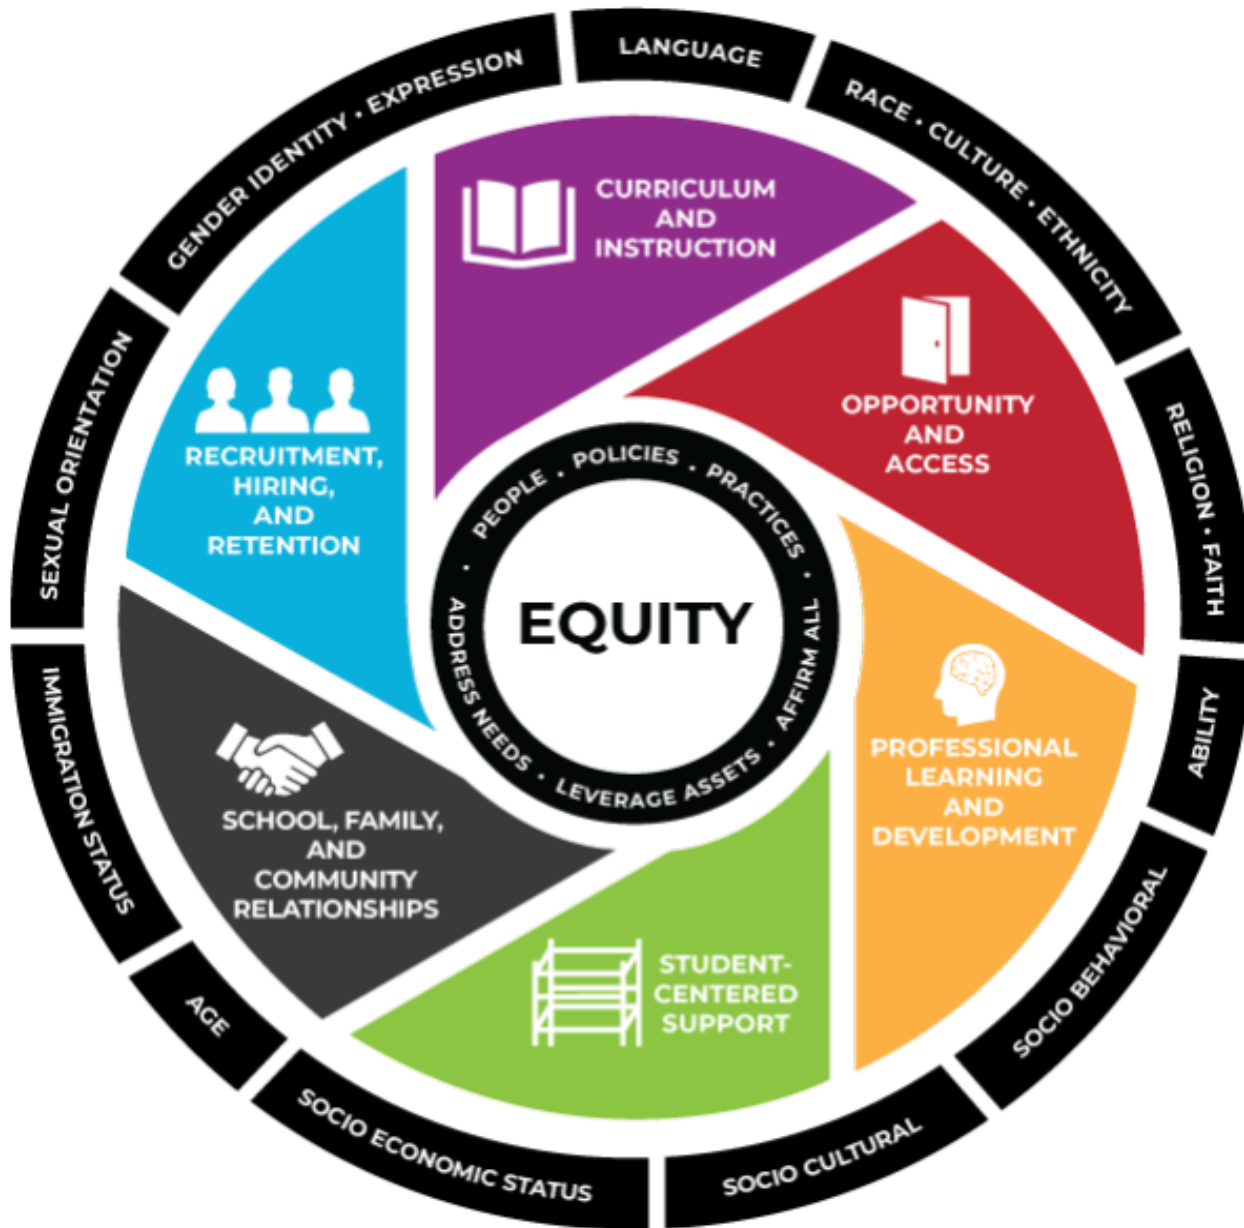 GENDER IDENTITY • EXPRESSION
LANGUAGE
RACE • CULTURE • ETHNICITY
RELIGION • FAITH
ABILITY
SOCIO BEHAVIORAL
SOCIO CULTURAL
SOCIO ECONOMIC STATUS
AGE
IMMIGRATION STATUS
SEXUAL ORIENTATION
CURRICULUM
AND
INSTRUCTION
OPPORTUNITY
AND
ACCESS
PROFESSIONAL
LEARNING
AND
DEVELOPMENT
STUDENT-
CENTERED
SUPPORT
SCHOOL, FAMILY,
AND
COMMUNITY
RELATIONSHIPS
RECRUITMENT,
HIRING,
AND
RETENTION
• PEOPLE • POLICIES • PRACTICES •
ADDRESS NEEDS • LEVERAGE ASSETS • AFFIRM ALL
EQUITY